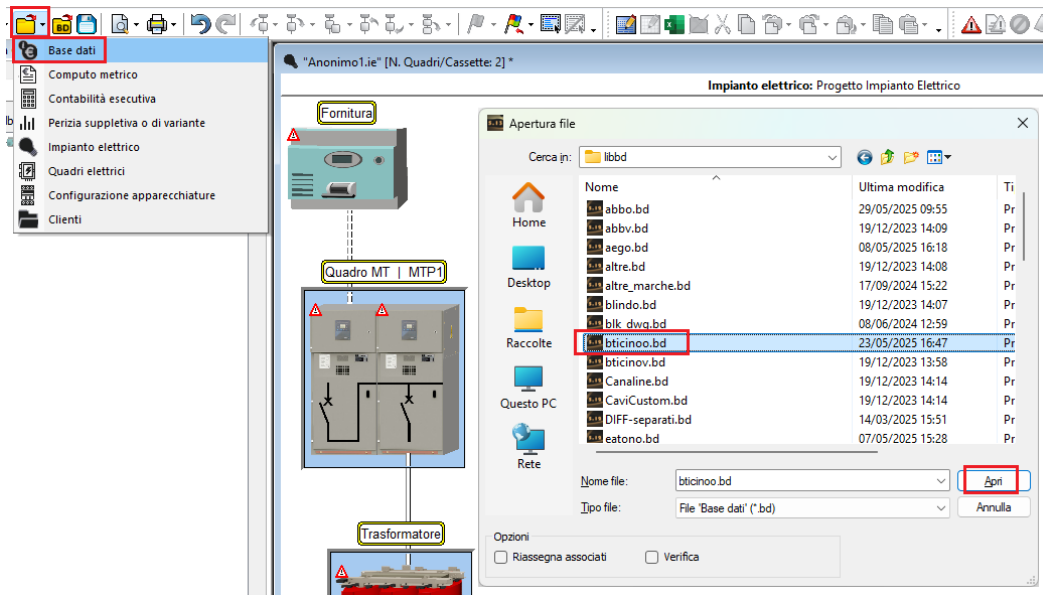 BD
Base dati
Computo metrico
Contabilità esecutiva
Perizia suppletiva o di variante
Impianto elettrico
Quadri elettrici
Configurazione apparecchiature
Clienti
"Anonimo1.ie" [N. Quadri/Cassette: 2] *
Impianto elettrico: Progetto Impianto Elettrico
Fornitura
Quadro MT | MTP1
Trasformatore
Apertura file
Cerca in: libbd
Home
Desktop
Raccolte
Questo PC
Rete
Nome Ultima modifica Ti
abbo.bd 29/05/2025 09:55 Pr
abbv.bd 19/12/2023 14:09 Pr
aego.bd 08/05/2025 16:18 Pr
altre.bd 19/12/2023 14:08 Pr
altre_marche.bd 17/09/2024 15:22 Pr
blindo.bd 19/12/2023 14:07 Pr
blk_dwg.bd 08/06/2024 12:59 Pr
bticinoo.bd 23/05/2025 16:47 Pr
bticinov.bd 19/12/2023 13:58 Pr
Canaline.bd 19/12/2023 14:14 Pr
CaviCustom.bd 19/12/2023 14:14 Pr
DIFF-separati.bd 14/03/2025 15:51 Pr
eatono.bd 07/05/2025 15:28 Pr
Nome file: bticinoo.bd Apri
Tipo file: File 'Base dati' (*.bd) Annulla
Opzioni
Riassegna associati Verifica